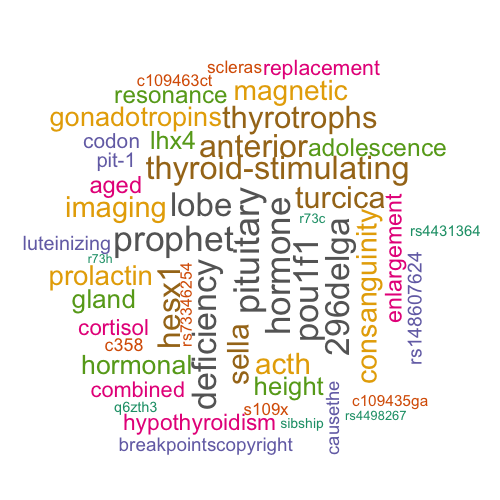 scleras replacement
c109463ct
resonance magnetic
gonadotropins thyrotrophs
codon lhx4 anterior adolescence
pit-1 thyroid-stimulating
aged
imaging lobe turcica
r73c
luteinizing prophet pituitary hormone pou1f1 296delga consanguinity enlargement rs4431364
r73h
prolactin hesx1 rs73346254 deficiency rs148607624
gland
cortisol sella
c358
hormonal acth
combined height
q6zth3 s109x causethe c109435ga
hypothyroidism sibship rs4498267
breakpointscopyright